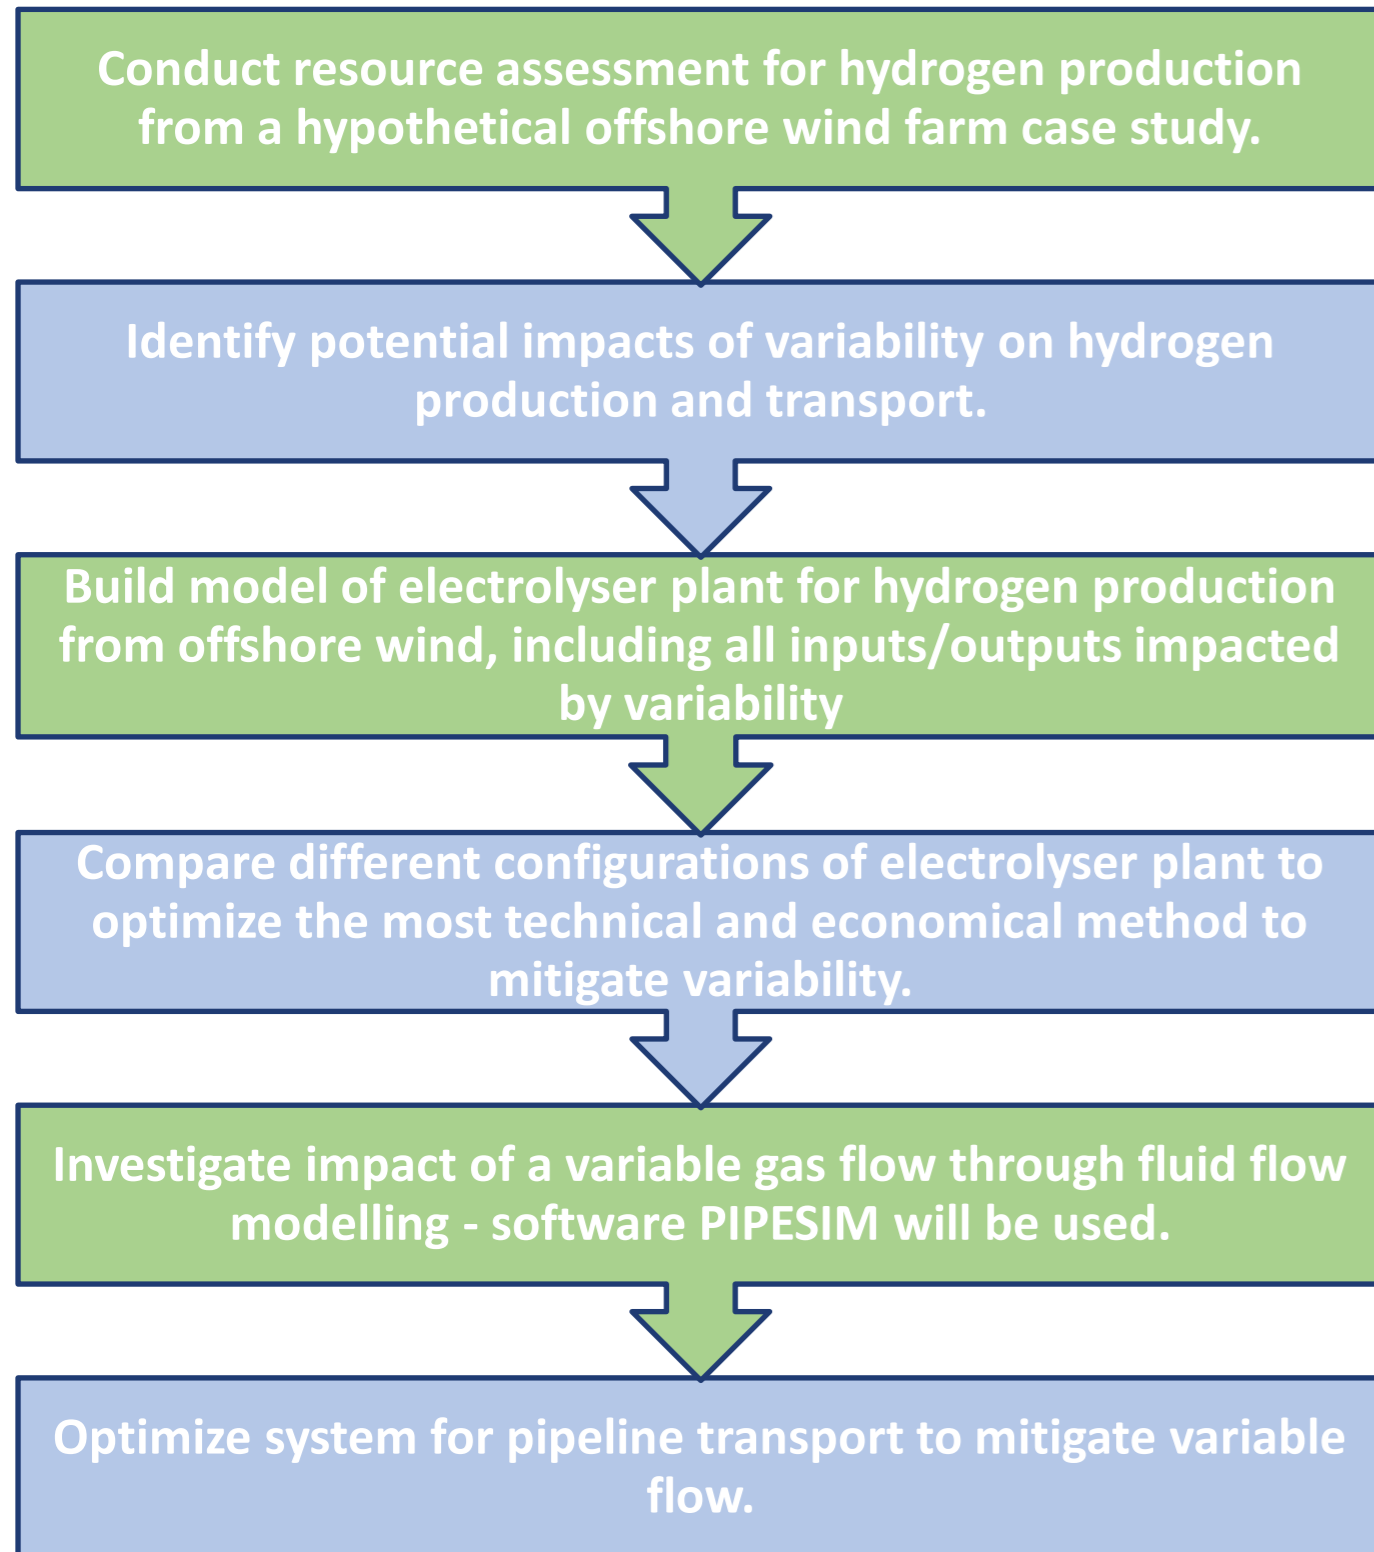 Conduct resource assessment for hydrogen production
from a hypothetical offshore wind farm case study.
Identify potential impacts of variability on hydrogen
production and transport.
Build model of electrolyser plant for hydrogen production
from offshore wind, including all inputs/outputs impacted
by variability
Compare different configurations of electrolyser plant to
optimize the most technical and economical method to
mitigate variability.
Investigate impact of a variable gas flow through fluid flow
modelling - software PIPESIM will be used.
Optimize system for pipeline transport to mitigate variable
flow.